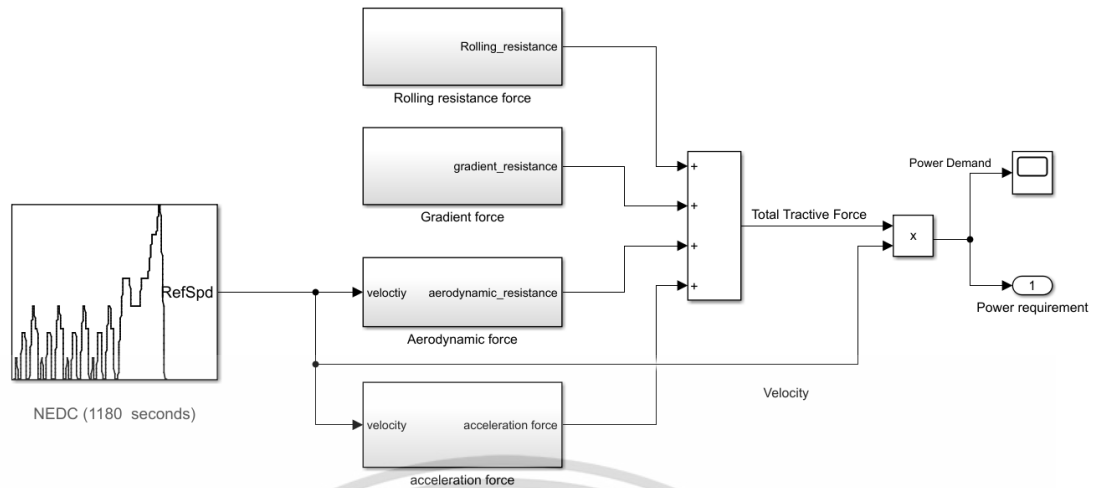 Rolling_resistance
Rolling resistance force
gradient_resistance
Gradient force
RefSpd
NEDC (1180 seconds)
veloctiy
aerodynamic_resistance
Aerodynamic force
velocity
acceleration force
acceleration force
+
+
+
+
Total Tractive Force
x
Velocity
Power Demand
1
Power requirement